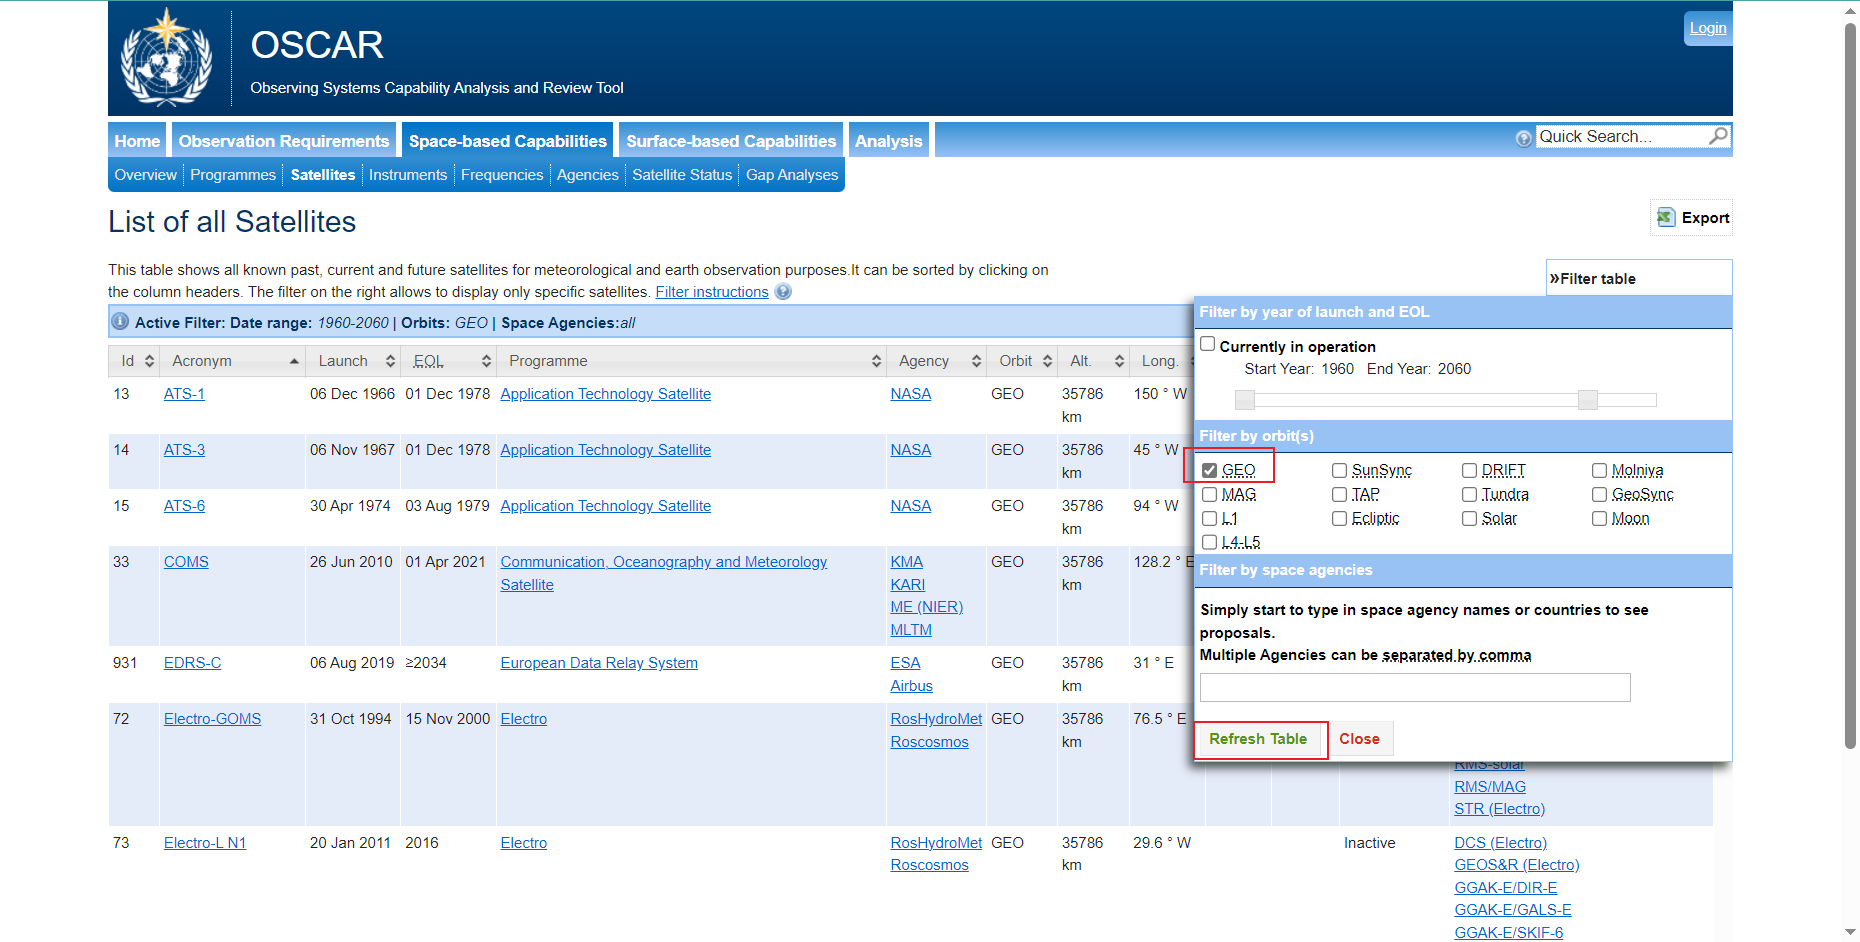 OSCAR
Observing Systems Capability Analysis and Review Tool
Login
Home Observation Requirements Space-based Capabilities Surface-based Capabilities Analysis
Quick Search...
Overview Programmes Satellites Instruments Frequencies Agencies Satellite Status Gap Analyses
List of all Satellites
Export
This table shows all known past, current and future satellites for meteorological and earth observation purposes.It can be sorted by clicking on
the column headers. The filter on the right allows to display only specific satellites. Filter instructions
»Filter table
Active Filter: Date range: 1960-2060 | Orbits: GEO | Space Agencies:all
Id Acronym Launch EOL Programme Agency Orbit Alt. Long.
13 ATS-1 06 Dec 1966 01 Dec 1978 Application Technology Satellite NASA GEO 35786 150 ° W
km
14 ATS-3 06 Nov 1967 01 Dec 1978 Application Technology Satellite NASA GEO 35786 45 ° W
km
15 ATS-6 30 Apr 1974 03 Aug 1979 Application Technology Satellite NASA GEO 35786 94 ° W
km
33 COMS 26 Jun 2010 01 Apr 2021 Communication, Oceanography and Meteorology KMA GEO 35786 128.2 ° E
Satellite KARI km
ME (NIER)
MLTM
931 EDRS-C 06 Aug 2019 ≥2034 European Data Relay System ESA GEO 35786 31 ° E
Airbus km
72 Electro-GOMS 31 Oct 1994 15 Nov 2000 Electro RosHydroMet GEO 35786 76.5 ° E
Roscosmos km
RMS-solar
RMS/MAG
STR (Electro)
73 Electro-L N1 20 Jan 2011 2016 Electro RosHydroMet GEO 35786 29.6 ° W Inactive DCS (Electro)
Roscosmos km GEOS&R (Electro)
GGAK-E/DIR-E
GGAK-E/GALS-E
GGAK-E/SKIF-6
Filter by year of launch and EOL
Currently in operation
Start Year: 1960 End Year: 2060
Filter by orbit(s)
GEO SunSync DRIFT Molniya
MAG TAP Tundra GeoSync
L1 Ecliptic Solar Moon
L4-L5
Filter by space agencies
Simply start to type in space agency names or countries to see
proposals.
Multiple Agencies can be separated by comma
Refresh Table Close